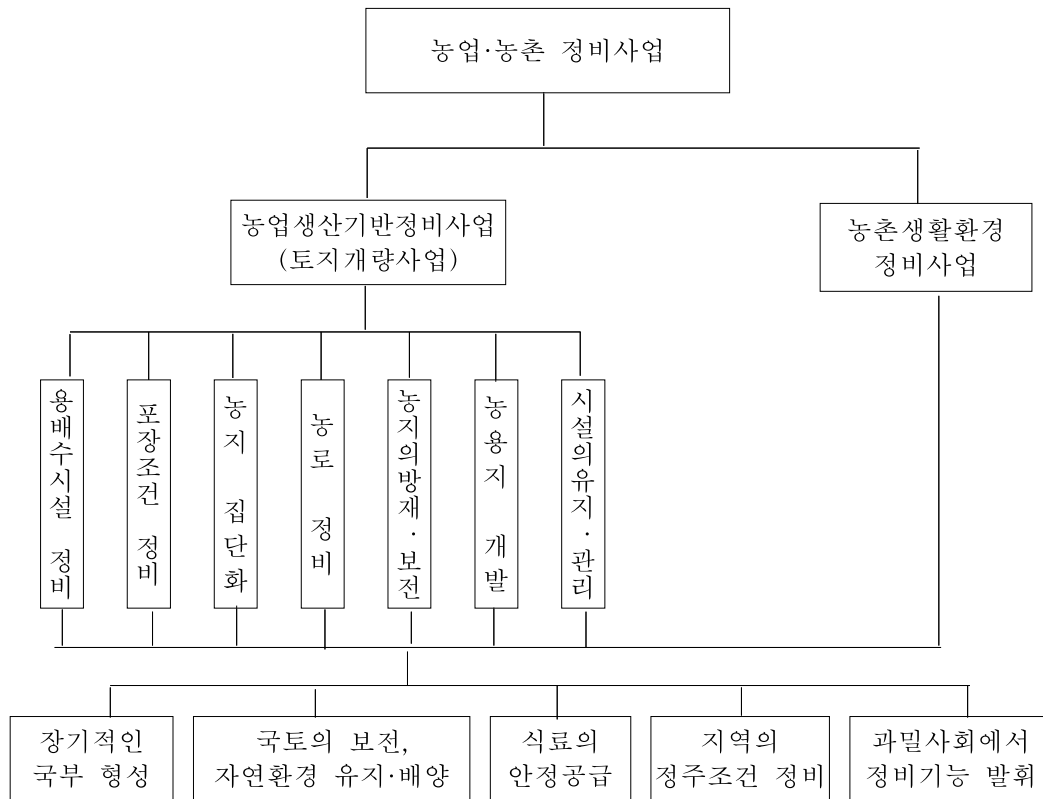 농업·농촌 정비사업
농업생산기반정비사업
(토지개량사업)
농촌생활환경
정비사업
용배수시설 정비
포장조건 정비
농지 집단화
농로 정비
농지의방재·보전
농용지 개발
시설의유지·관리
장기적인
국부 형성
국토의 보전,
자연환경 유지·배양
식료의
안정공급
지역의
정주조건 정비
과밀사회에서
정비기능 발휘